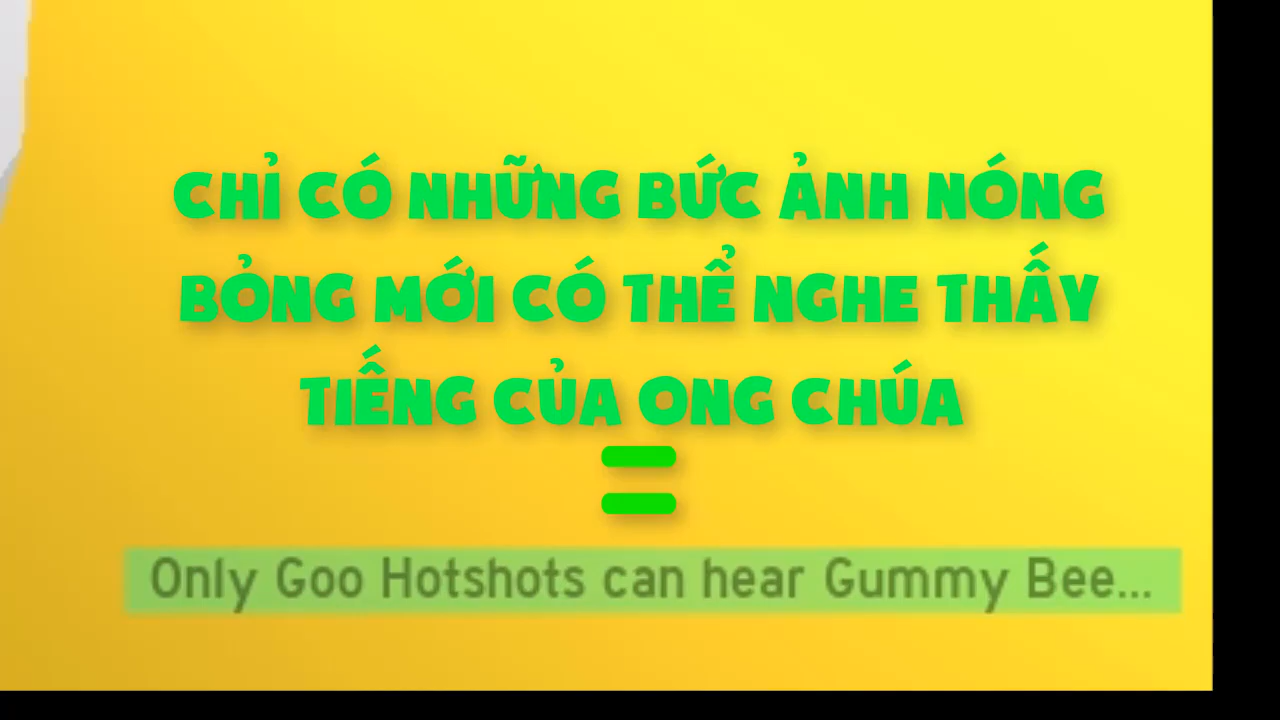 CHỈ CÓ NHỮNG BỨC ẢNH NÓNG
BỎNG MỚI CÓ THỂ NGHE THẤY
TIẾNG CỦA ONG CHÚA
=
Only Goo Hotshots can hear Gummy Bee...